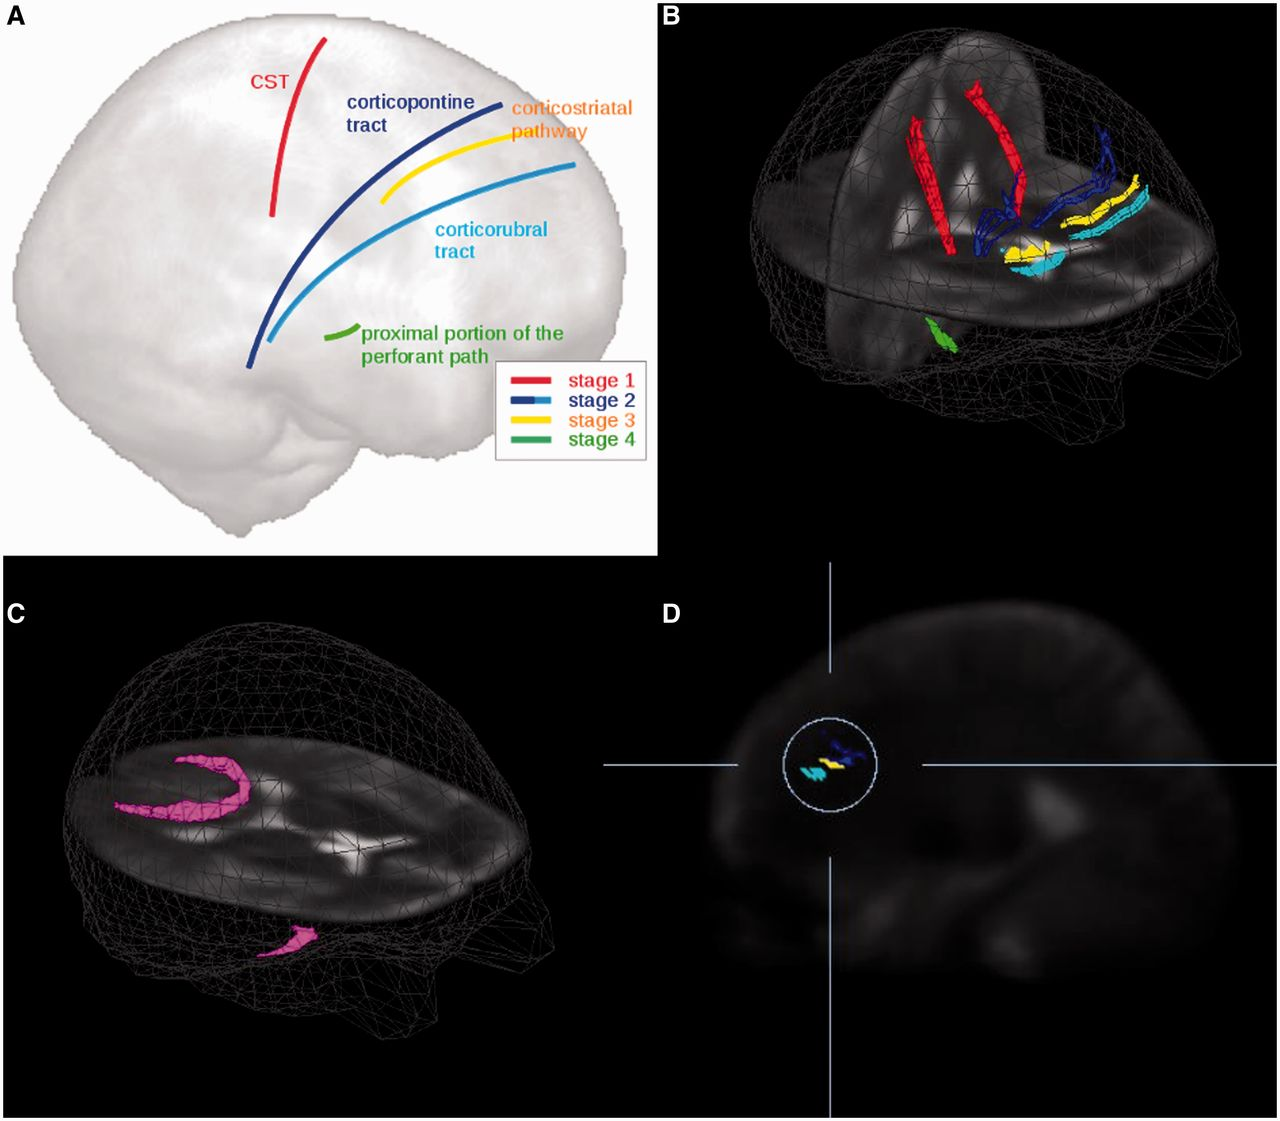 A
B
CST
corticopontine
tract
corticostriatal
pathway
corticorubral
tract
proximal portion of the
perforant path
stage 1
stage 2
stage 3
stage 4
C
D